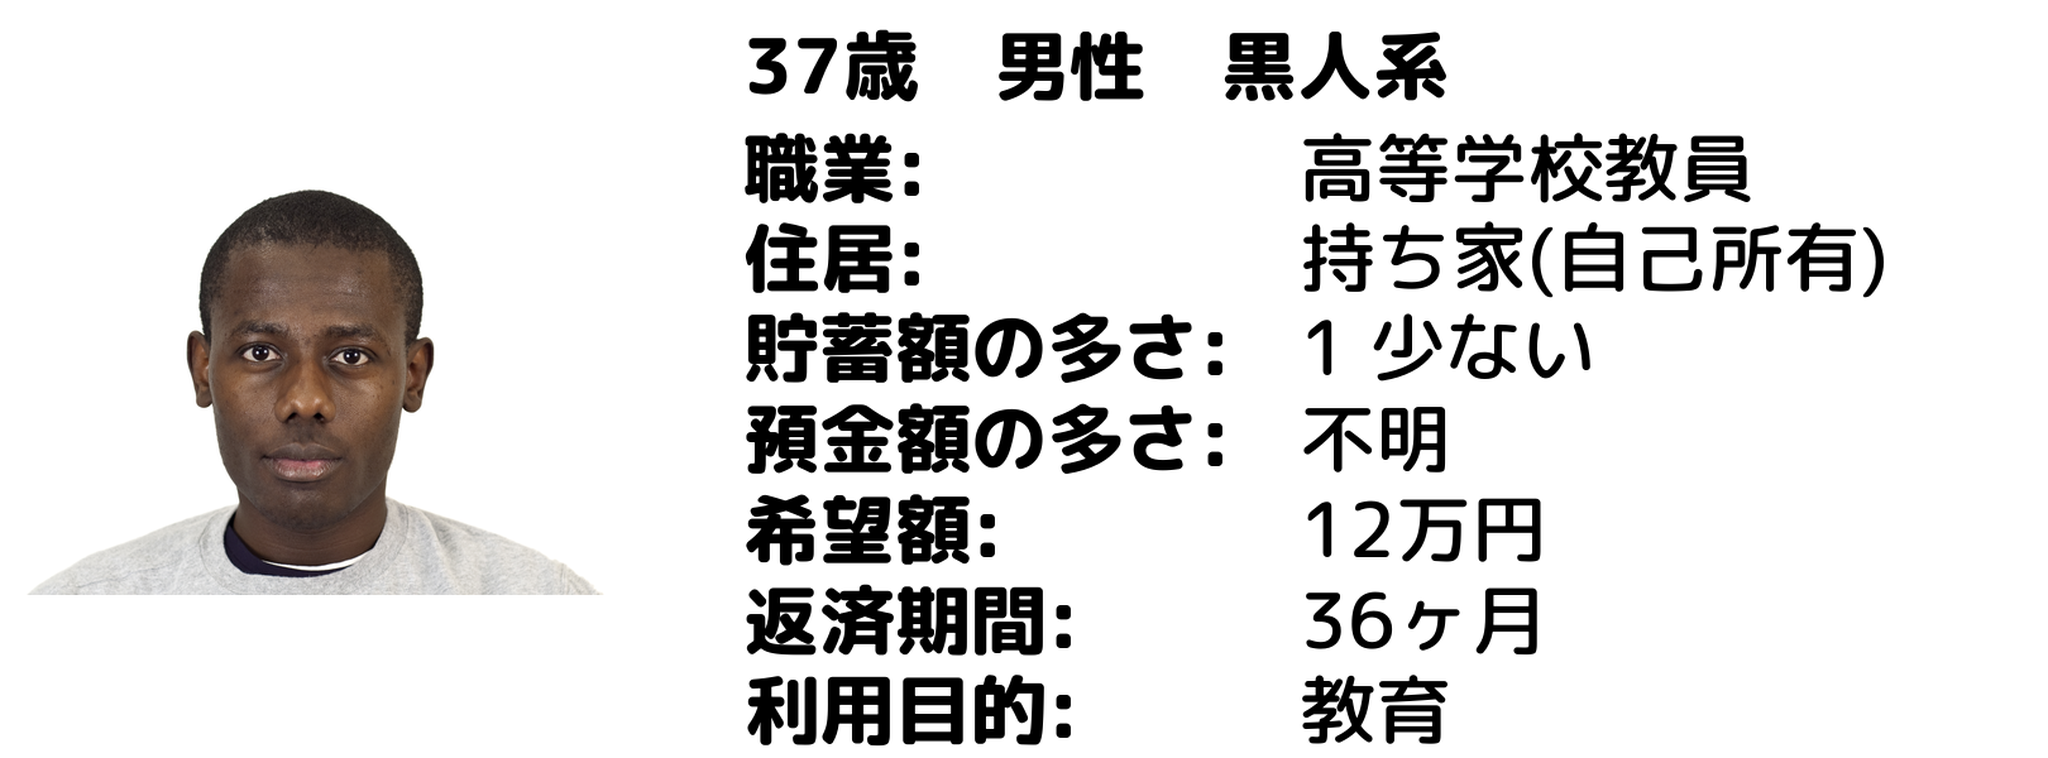 37歳　男性　黒人系
職業: 高等学校教員
住居: 持ち家(自己所有)
貯蓄額の多さ: 1 少ない
預金額の多さ: 不明
希望額: 12万円
返済期間: 36ヶ月
利用目的: 教育